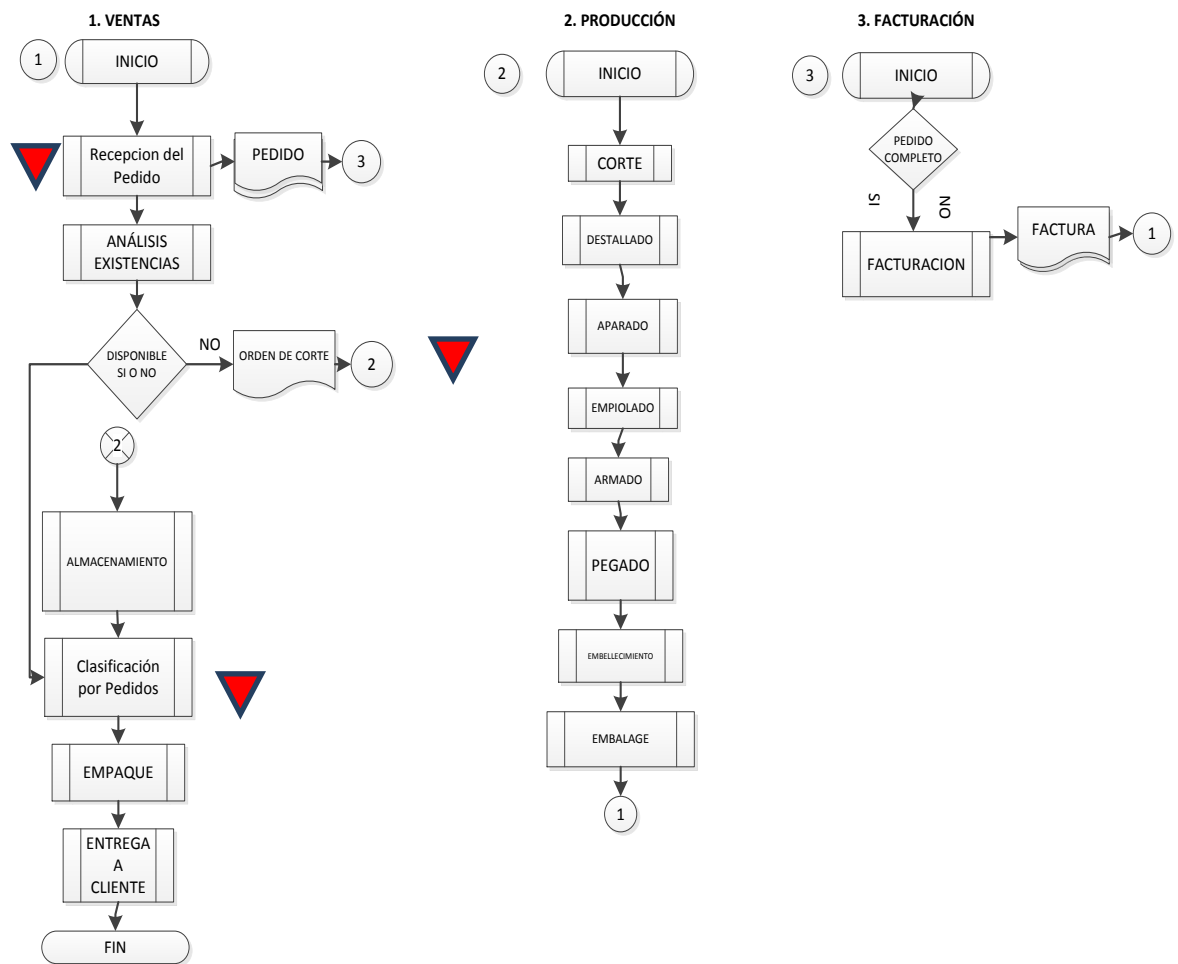 1. VENTAS
1
INICIO
Recepcion del
Pedido
PEDIDO
3
ANÁLISIS
EXISTENCIAS
DISPONIBLE
SI O NO
NO
ORDEN DE CORTE
2
2
ALMACENAMIENTO
Clasificación
por Pedidos
EMPAQUE
ENTREGA
A
CLIENTE
FIN
2. PRODUCCIÓN
2
INICIO
CORTE
DESTALLADO
APARADO
EMPIOLADO
ARMADO
PEGADO
EMBELLECIMIENTO
EMBALAGE
1
3. FACTURACIÓN
3
INICIO
PEDIDO
COMPLETO
SI
NO
FACTURACION
FACTURA
1